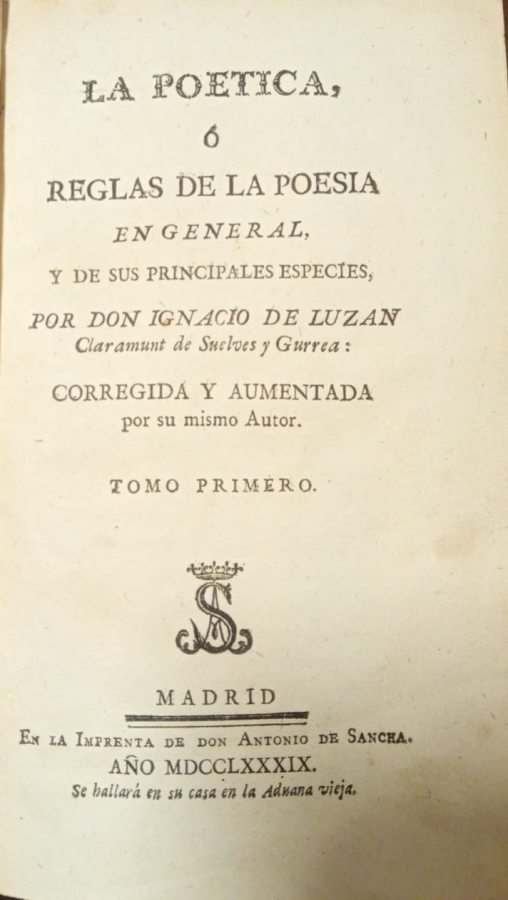 LA POETICA,
Ó
REGLAS DE LA POESIA
EN GENERAL,
Y DE SUS PRINCIPALES ESPECIES,
POR DON IGNACIO DE LUZAN
Claramunt de Suelves y Gurrea:
CORREGIDA Y AUMENTADA
por su mismo Autor.
TOMO PRIMERO.
MADRID
EN LA IMPRENTA DE DON ANTONIO DE SANCHA.
AÑO MDCCLXXXIX.
Se hallará en su casa en la Aduana vieja.